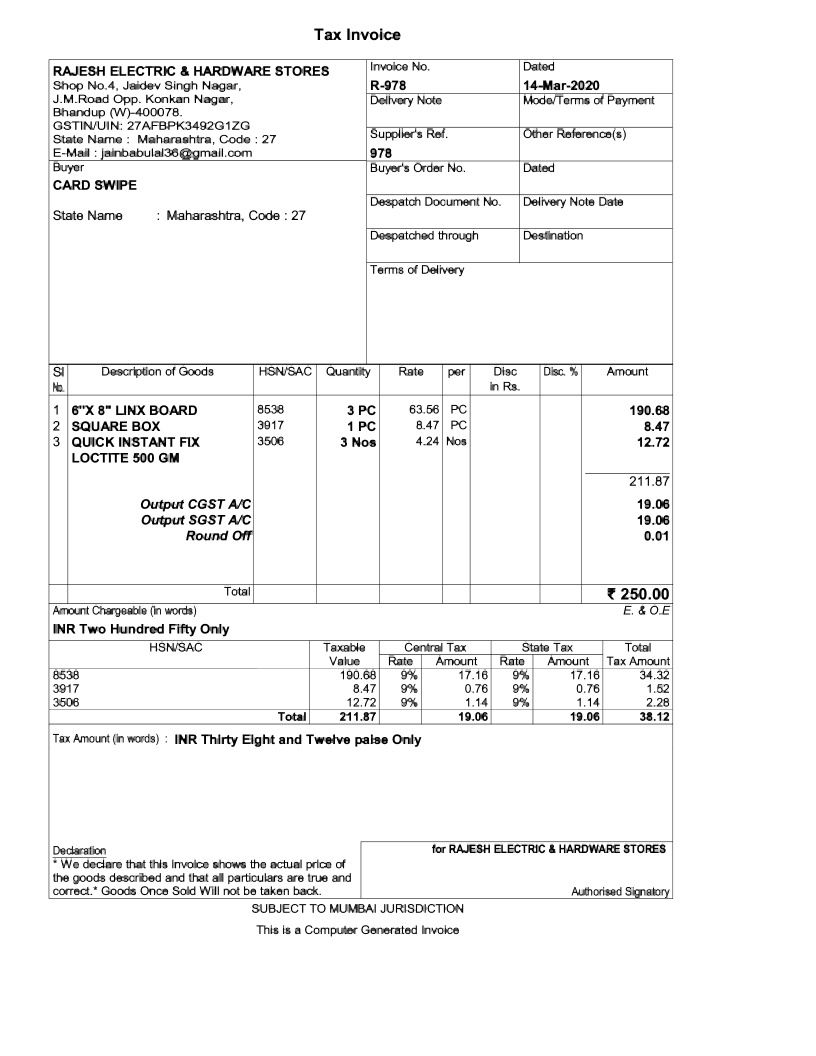 Tax Invoice
RAJESH ELECTRIC & HARDWARE STORES
Shop No.4, Jaidev Singh Nagar,
J.M.Road Opp. Konkan Nagar,
Bhandup (W)-400078.
GSTIN/UIN: 27AFBPK3492G1ZG
State Name : Maharashtra, Code : 27
E-Mail : jainbabulal36@gmail.com
Buyer
CARD SWIPE
State Name : Maharashtra, Code : 27
Invoice No. Dated
R-978 14-Mar-2020
Delivery Note Mode/Terms of Payment
Supplier's Ref. Other Reference(s)
978
Buyer's Order No. Dated
Despatch Document No. Delivery Note Date
Despatched through Destination
Terms of Delivery
Sl No. Description of Goods HSN/SAC Quantity Rate per Disc in Rs. Disc. % Amount
1 6"X 8" LINX BOARD 8538 3 PC 63.56 PC 190.68
2 SQUARE BOX 3917 1 PC 8.47 PC 8.47
3 QUICK INSTANT FIX 3506 3 Nos 4.24 Nos 12.72
LOCTITE 500 GM
211.87
Output CGST A/C 19.06
Output SGST A/C 19.06
Round Off 0.01
Total ₹ 250.00
Amount Chargeable (in words) E. & O.E
INR Two Hundred Fifty Only
HSN/SAC Taxable Central Tax State Tax Total
Value Rate Amount Rate Amount Tax Amount
8538 190.68 9% 17.16 9% 17.16 34.32
3917 8.47 9% 0.76 9% 0.76 1.52
3506 12.72 9% 1.14 9% 1.14 2.28
Total 211.87 19.06 19.06 38.12
Tax Amount (in words) : INR Thirty Eight and Twelve paise Only
Declaration
* We declare that this invoice shows the actual price of
the goods described and that all particulars are true and
correct.* Goods Once Sold Will not be taken back.
for RAJESH ELECTRIC & HARDWARE STORES
Authorised Signatory
SUBJECT TO MUMBAI JURISDICTION
This is a Computer Generated Invoice